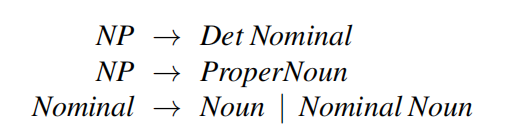 NP → Det Nominal
NP → ProperNoun
Nominal → Noun | Nominal Noun